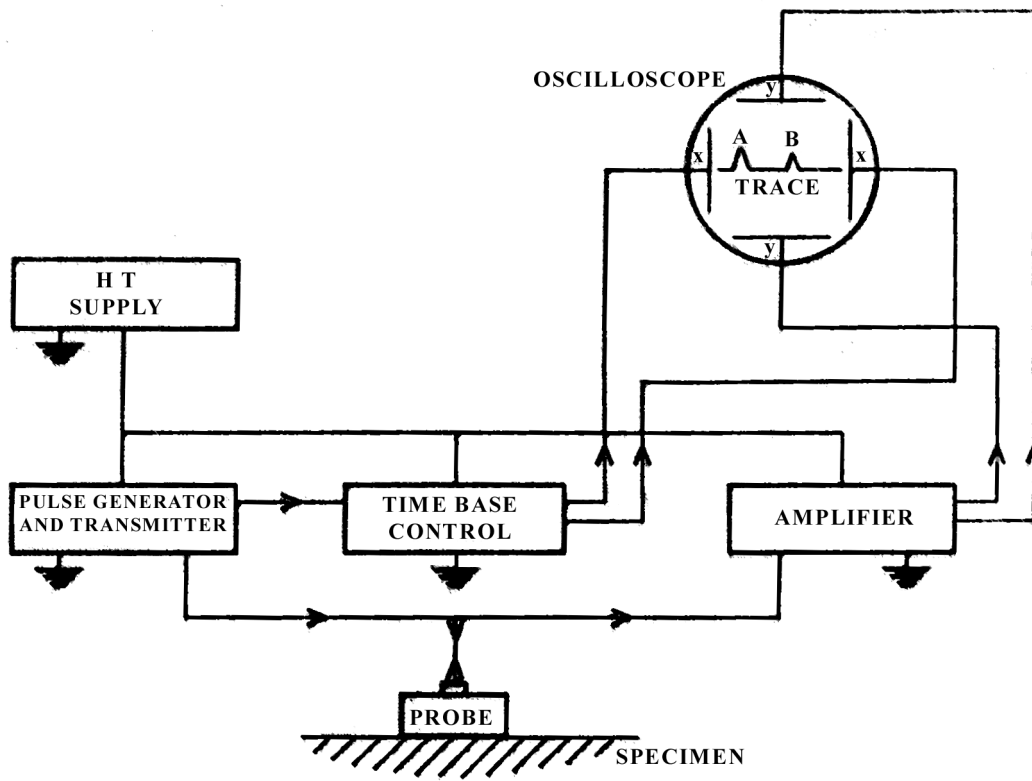 OSCILLOSCOPE
y
A B
x x
TRACE
y
H T
SUPPLY
PULSE GENERATOR
AND TRANSMITTER
TIME BASE
CONTROL
AMPLIFIER
PROBE
SPECIMEN